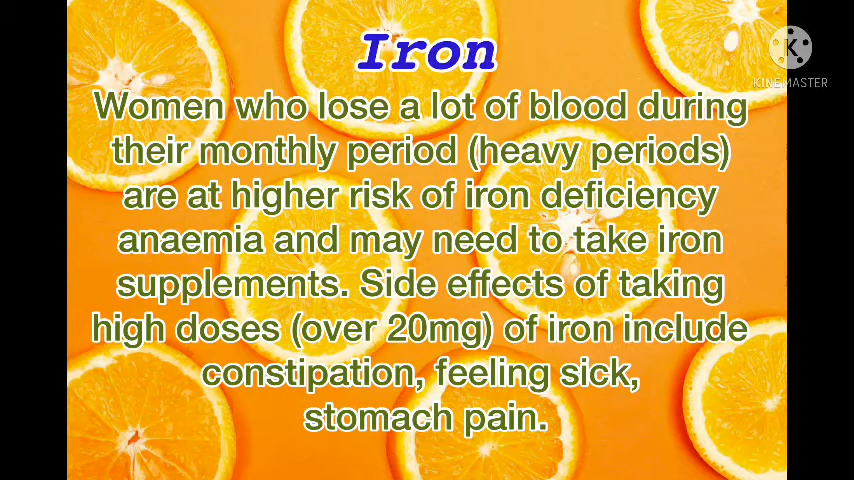 Iron
K
KINEMASTER
Women who lose a lot of blood during
their monthly period (heavy periods)
are at higher risk of iron deficiency
anaemia and may need to take iron
supplements. Side effects of taking
high doses (over 20mg) of iron include
constipation, feeling sick,
stomach pain.